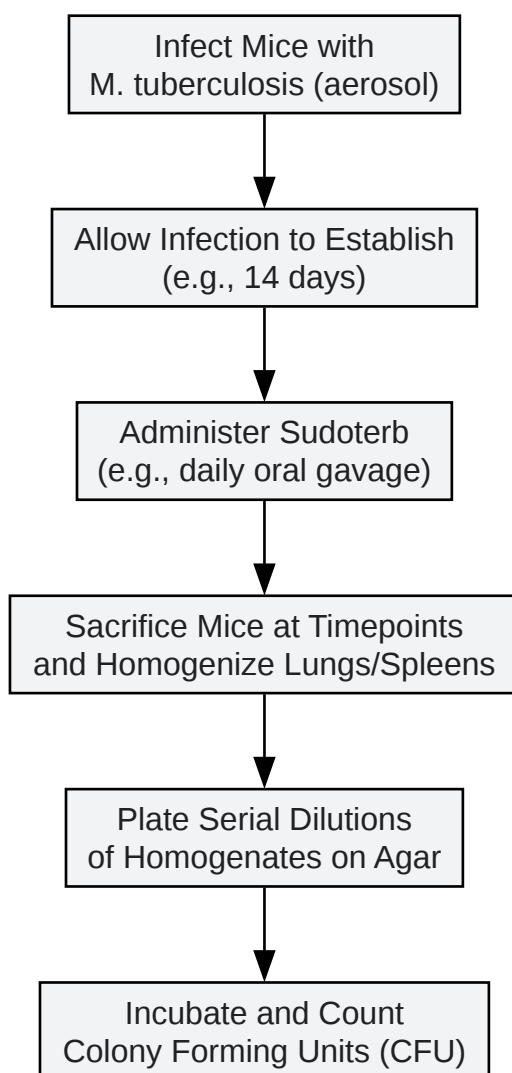 Infect Mice with
M. tuberculosis (aerosol)
Allow Infection to Establish
(e.g., 14 days)
Administer Sudoterb
(e.g., daily oral gavage)
Sacrifice Mice at Timepoints
and Homogenize Lungs/Spleens
Plate Serial Dilutions
of Homogenates on Agar
Incubate and Count
Colony Forming Units (CFU)